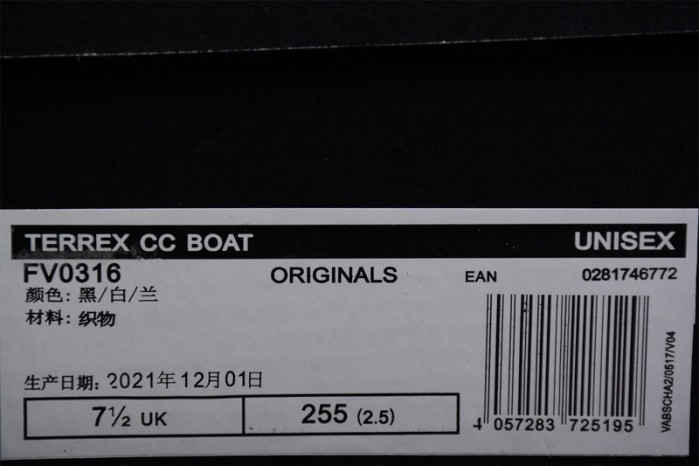 TERREX CC BOAT UNISEX
FV0316 ORIGINALS EAN 0281746772
颜色: 黑/白/兰
材料: 织物
生产日期: 2021年12月01日
7½ UK 255 (2.5)
4 057283 725195
VABSCHA2/0517/V04